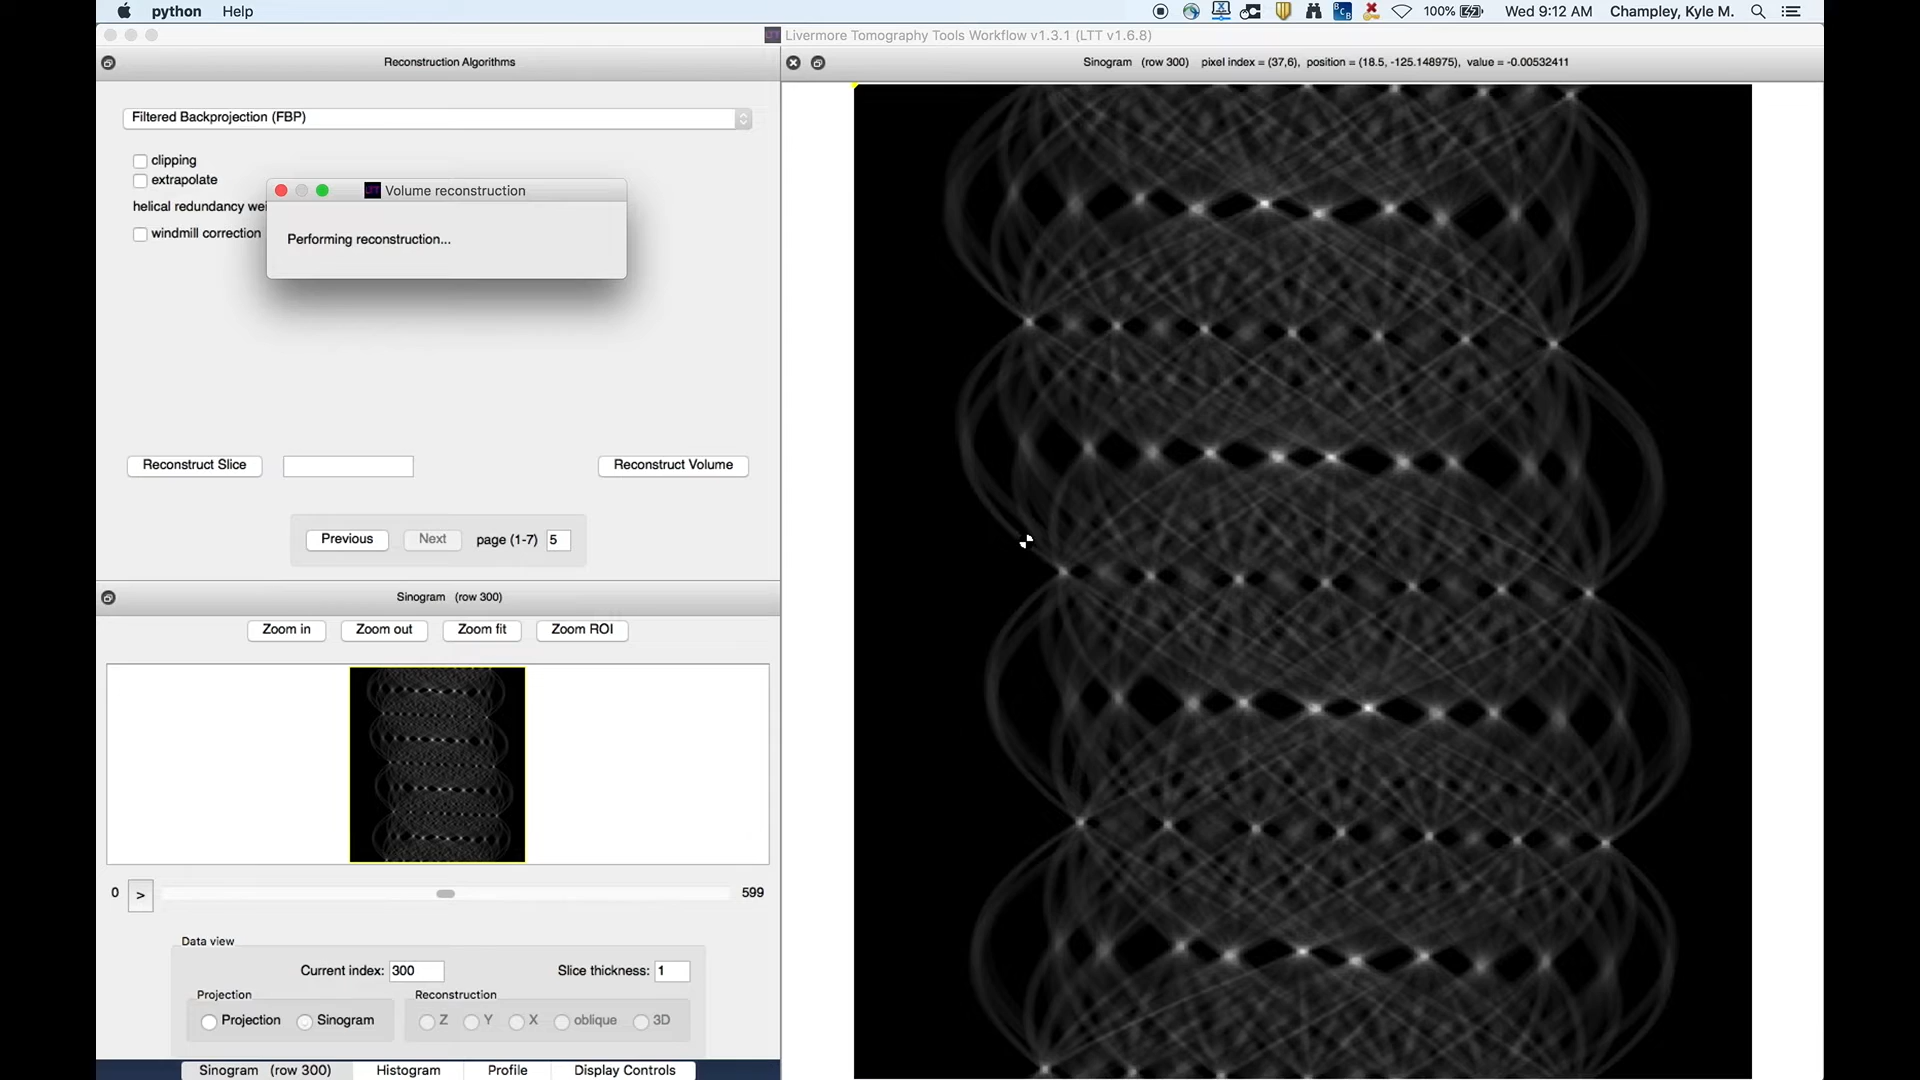 python Help
100% Wed 9:12 AM Champley, Kyle M.
Livermore Tomography Tools Workflow v1.3.1 (LTT v1.6.8)
Reconstruction Algorithms
Sinogram (row 300) pixel index = (37,6), position = (18.5, -125.148975), value = -0.00532411
Filtered Backprojection (FBP)
clipping
extrapolate
helical redundancy wei
windmill correction
Volume reconstruction
Performing reconstruction...
Reconstruct Slice
Reconstruct Volume
Previous Next page (1-7) 5
Sinogram (row 300)
Zoom in Zoom out Zoom fit Zoom ROI
0 > 599
Data view
Current index: 300 Slice thickness: 1
Projection
Projection Sinogram
Reconstruction
Z Y X oblique 3D
Sinogram (row 300) Histogram Profile Display Controls